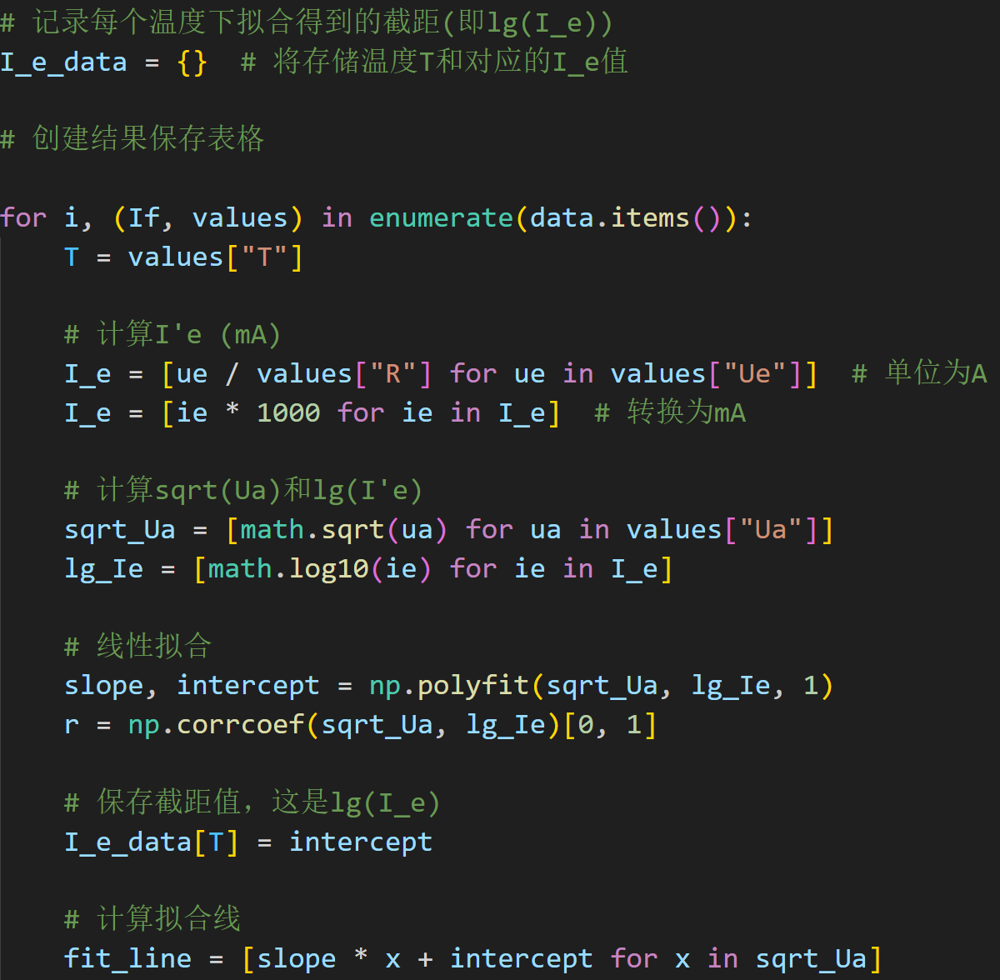 # 记录每个温度下拟合得到的截距(即lg(I_e))
I_e_data = {}  # 将存储温度T和对应的I_e值
# 创建结果保存表格
for i, (If, values) in enumerate(data.items()):
    T = values["T"]
    # 计算I'e (mA)
    I_e = [ue / values["R"] for ue in values["Ue"]]  # 单位为A
    I_e = [ie * 1000 for ie in I_e]  # 转换为mA
    # 计算sqrt(Ua)和lg(I'e)
    sqrt_Ua = [math.sqrt(ua) for ua in values["Ua"]]
    lg_Ie = [math.log10(ie) for ie in I_e]
    # 线性拟合
    slope, intercept = np.polyfit(sqrt_Ua, lg_Ie, 1)
    r = np.corrcoef(sqrt_Ua, lg_Ie)[0, 1]
    # 保存截距值，这是lg(I_e)
    I_e_data[T] = intercept
    # 计算拟合线
    fit_line = [slope * x + intercept for x in sqrt_Ua]